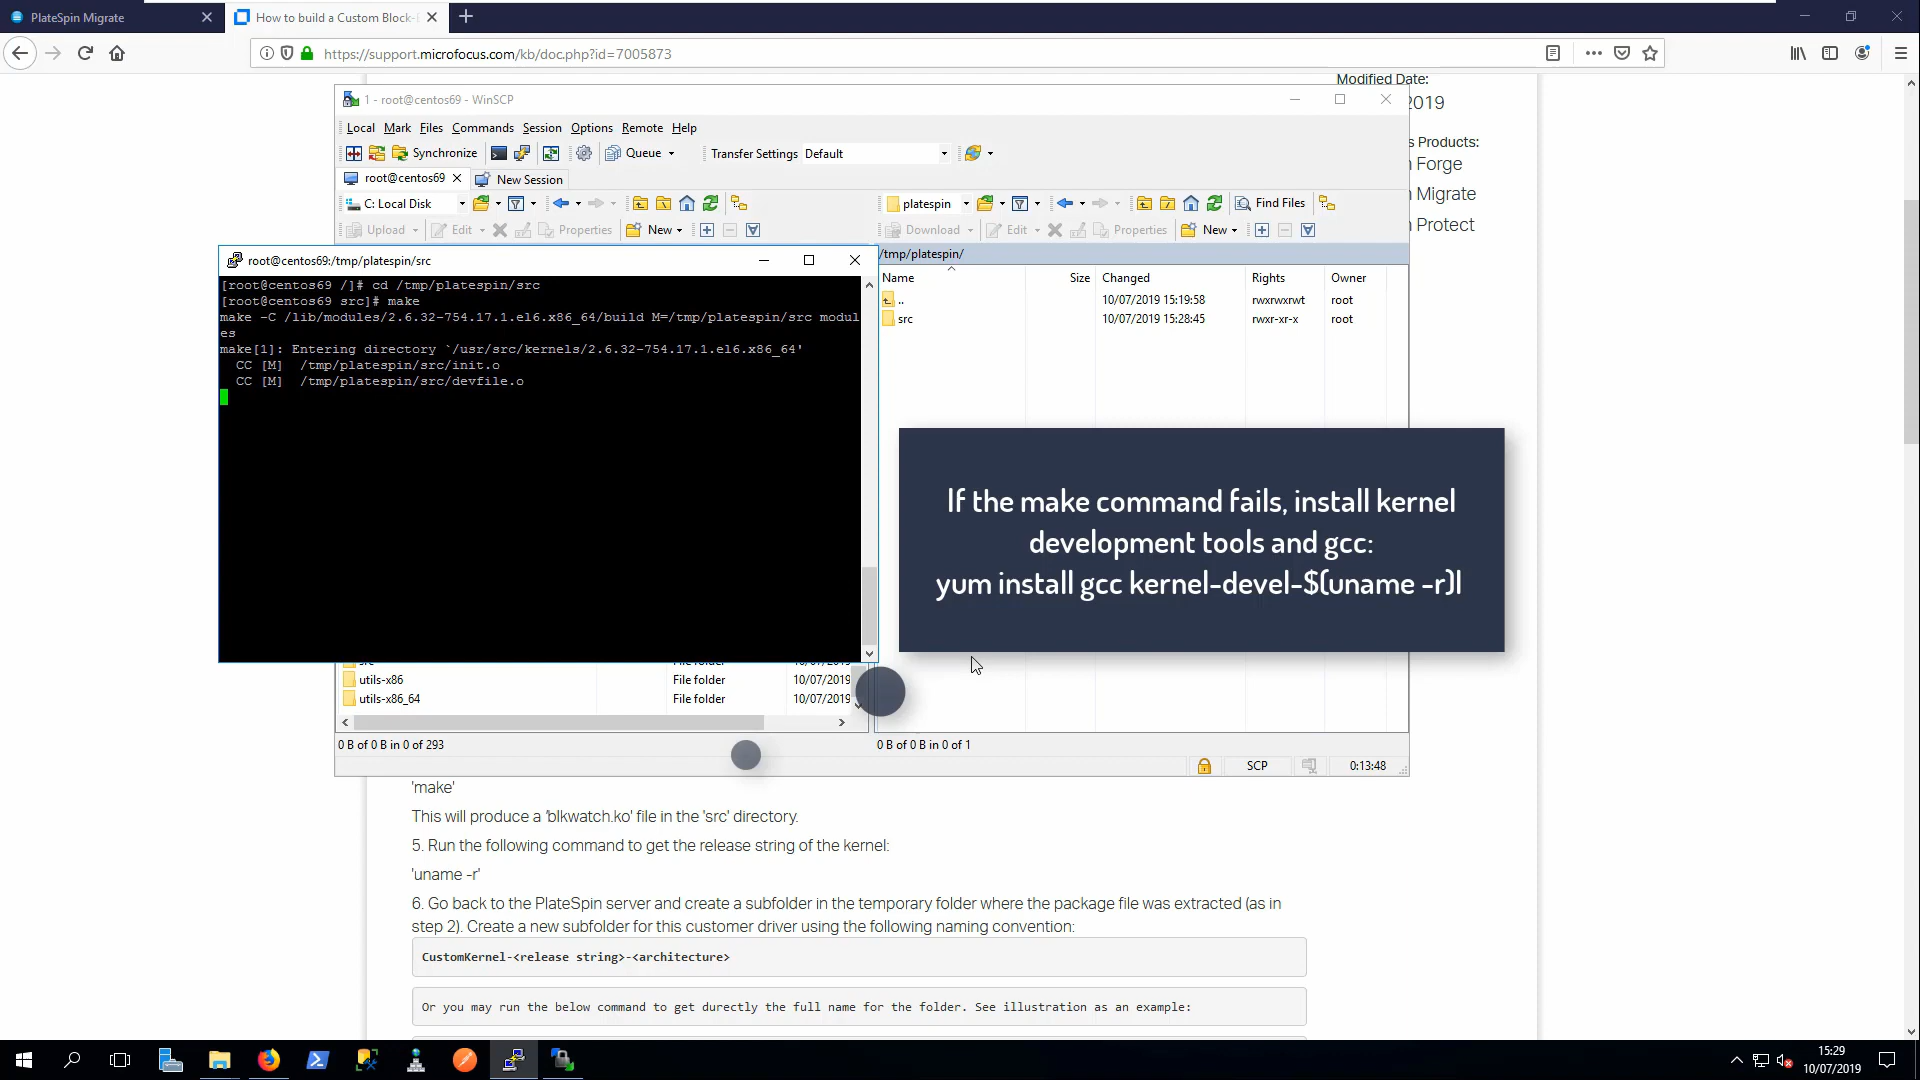 PlateSpin Migrate
How to build a Custom Block-
https://support.microfocus.com/kb/doc.php?id=7005873
Modified Date:
2019
s Products:
Forge
Migrate
Protect
1 - root@centos69 - WinSCP
Local Mark Files Commands Session Options Remote Help
Synchronize Queue Transfer Settings Default
root@centos69 New Session
C: Local Disk
platespin Find Files
Upload Edit Properties New
Download Edit Properties New
/tmp/platespin/
Name Size Changed Rights Owner
.. 10/07/2019 15:19:58 rwxrwxrwt root
src 10/07/2019 15:28:45 rwxr-xr-x root
root@centos69:/tmp/platespin/src
[root@centos69 /]# cd /tmp/platespin/src
[root@centos69 src]# make
make -C /lib/modules/2.6.32-754.17.1.el6.x86_64/build M=/tmp/platespin/src modul
es
make[1]: Entering directory `/usr/src/kernels/2.6.32-754.17.1.el6.x86_64'
CC [M] /tmp/platespin/src/init.o
CC [M] /tmp/platespin/src/devfile.o
If the make command fails, install kernel
development tools and gcc:
yum install gcc kernel-devel-$(uname -r)l
src File folder 10/07/2019
utils-x86 File folder 10/07/2019
utils-x86_64 File folder 10/07/2019
0 B of 0 B in 0 of 293
0 B of 0 B in 0 of 1
SCP 0:13:48
'make'
This will produce a 'blkwatch.ko' file in the 'src' directory.
5. Run the following command to get the release string of the kernel:
'uname -r'
6. Go back to the PlateSpin server and create a subfolder in the temporary folder where the package file was extracted (as in
step 2). Create a new subfolder for this customer driver using the following naming convention:
CustomKernel-<release string>-<architecture>
Or you may run the below command to get durectly the full name for the folder. See illustration as an example:
15:29
10/07/2019